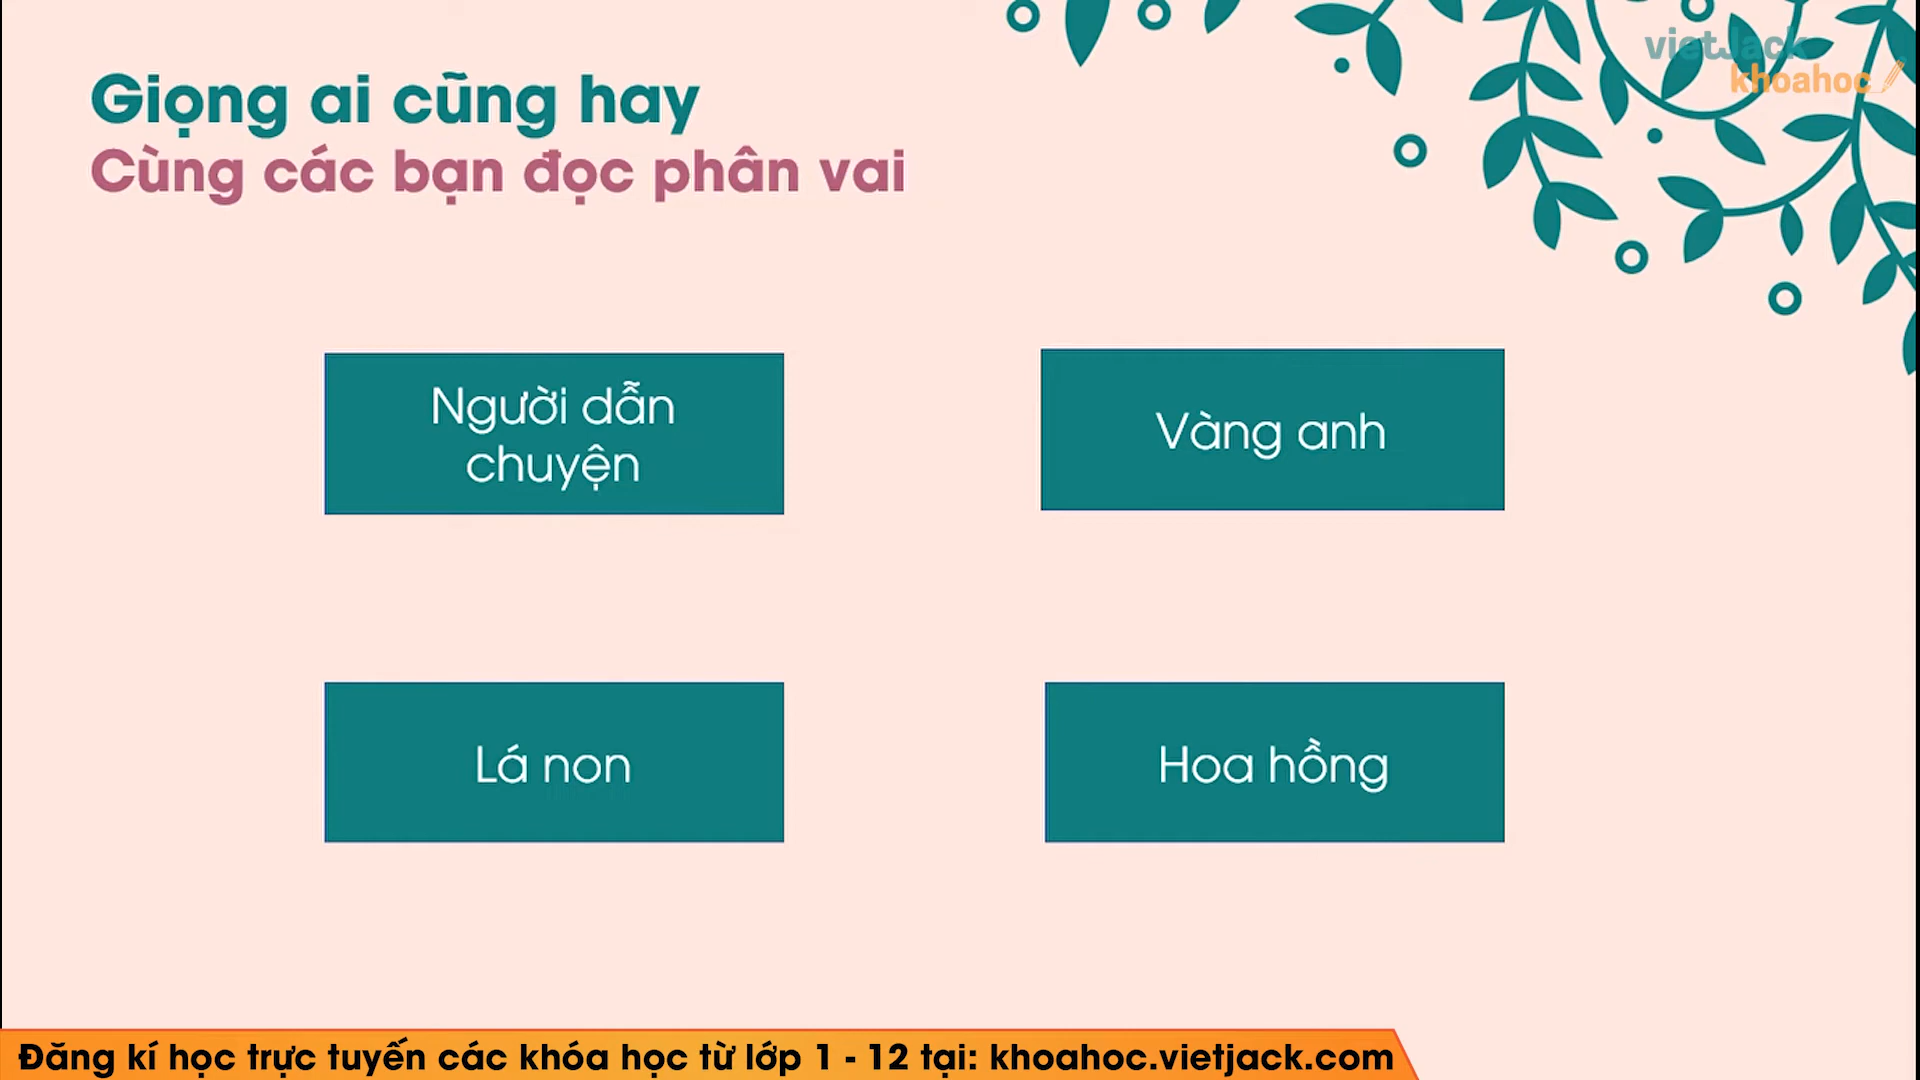 vietJack
khoahoc
Giọng ai cũng hay
Cùng các bạn đọc phân vai
Người dẫn
chuyện
Vàng anh
Lá non
Hoa hồng
Đăng kí học trực tuyến các khóa học từ lớp 1 - 12 tại: khoahoc.vietjack.com